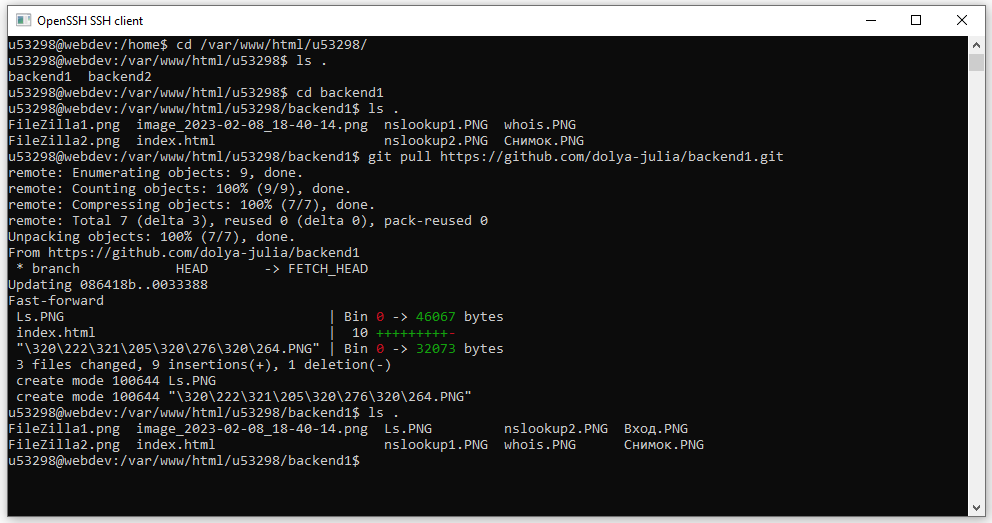 OpenSSH SSH client
u53298@webdev:/home$ cd /var/www/html/u53298/
u53298@webdev:/var/www/html/u53298$ ls .
backend1  backend2
u53298@webdev:/var/www/html/u53298$ cd backend1
u53298@webdev:/var/www/html/u53298/backend1$ ls .
FileZilla1.png  image_2023-02-08_18-40-14.png  nslookup1.PNG  whois.PNG
FileZilla2.png  index.html                     nslookup2.PNG  Снимок.PNG
u53298@webdev:/var/www/html/u53298/backend1$ git pull https://github.com/dolya-julia/backend1.git
remote: Enumerating objects: 9, done.
remote: Counting objects: 100% (9/9), done.
remote: Compressing objects: 100% (7/7), done.
remote: Total 7 (delta 3), reused 0 (delta 0), pack-reused 0
Unpacking objects: 100% (7/7), done.
From https://github.com/dolya-julia/backend1
 * branch            HEAD       -> FETCH_HEAD
Updating 086418b..0033388
Fast-forward
 Ls.PNG                                 | Bin 0 -> 46067 bytes
 index.html                             |  10 +++++++++-
 "\320\222\321\205\320\276\320\264.PNG" | Bin 0 -> 32073 bytes
 3 files changed, 9 insertions(+), 1 deletion(-)
 create mode 100644 Ls.PNG
 create mode 100644 "\320\222\321\205\320\276\320\264.PNG"
u53298@webdev:/var/www/html/u53298/backend1$ ls .
FileZilla1.png  image_2023-02-08_18-40-14.png  Ls.PNG         nslookup2.PNG  Вход.PNG
FileZilla2.png  index.html                     nslookup1.PNG  whois.PNG      Снимок.PNG
u53298@webdev:/var/www/html/u53298/backend1$